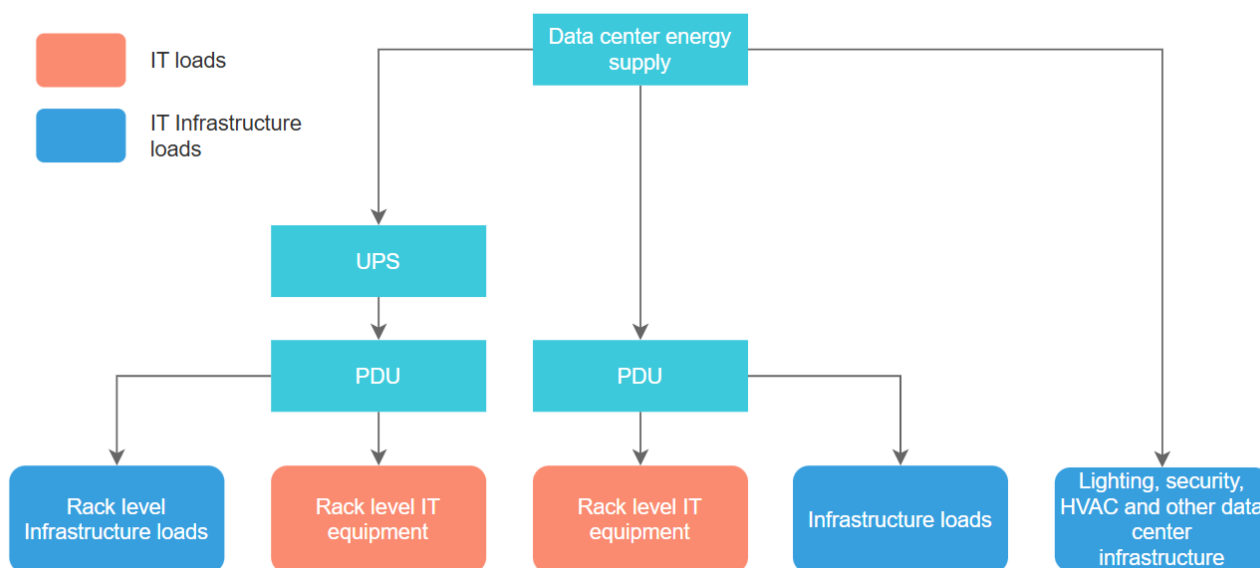 IT loads
IT Infrastructure
loads
Data center energy
supply
UPS
PDU
PDU
Rack level
Infrastructure loads
Rack level IT
equipment
Rack level IT
equipment
Infrastructure loads
Lighting, security,
HVAC and other data
center
infrastructure